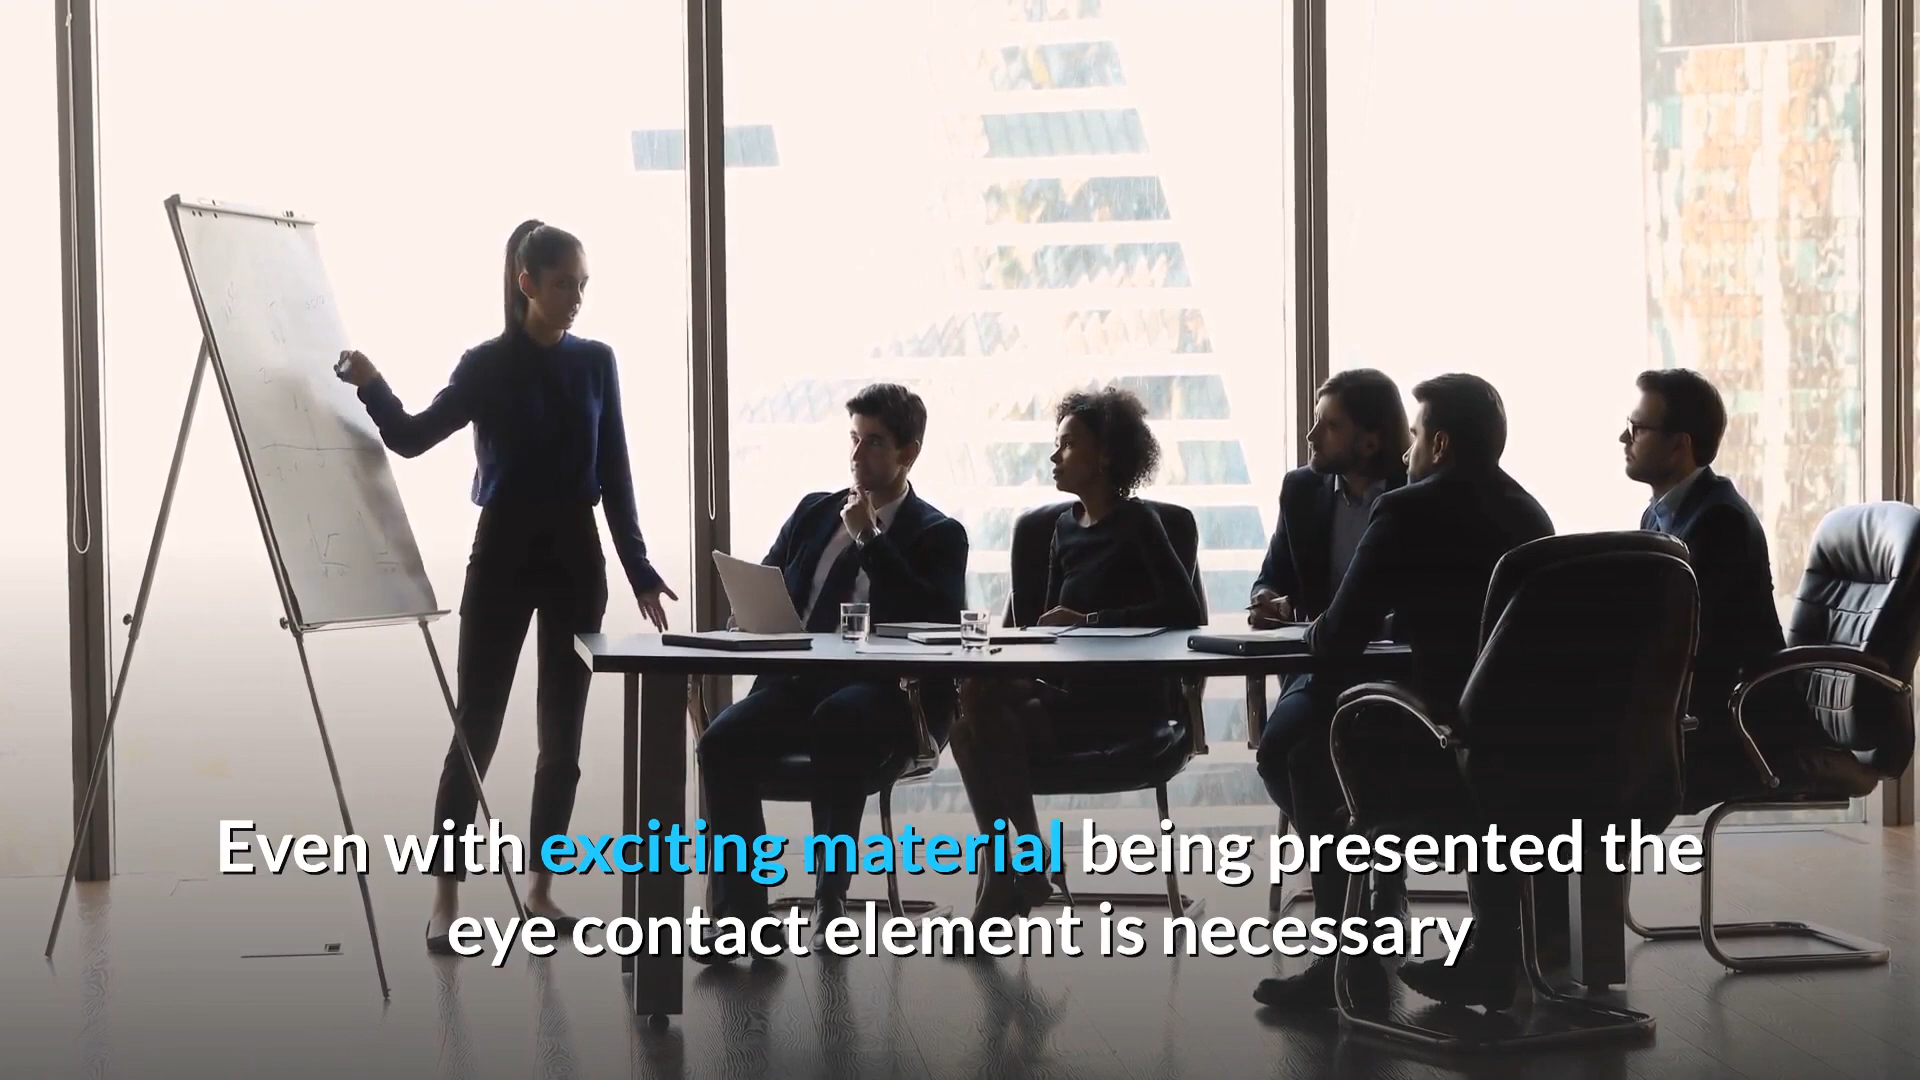 Even with exciting material being presented the
eye contact element is necessary